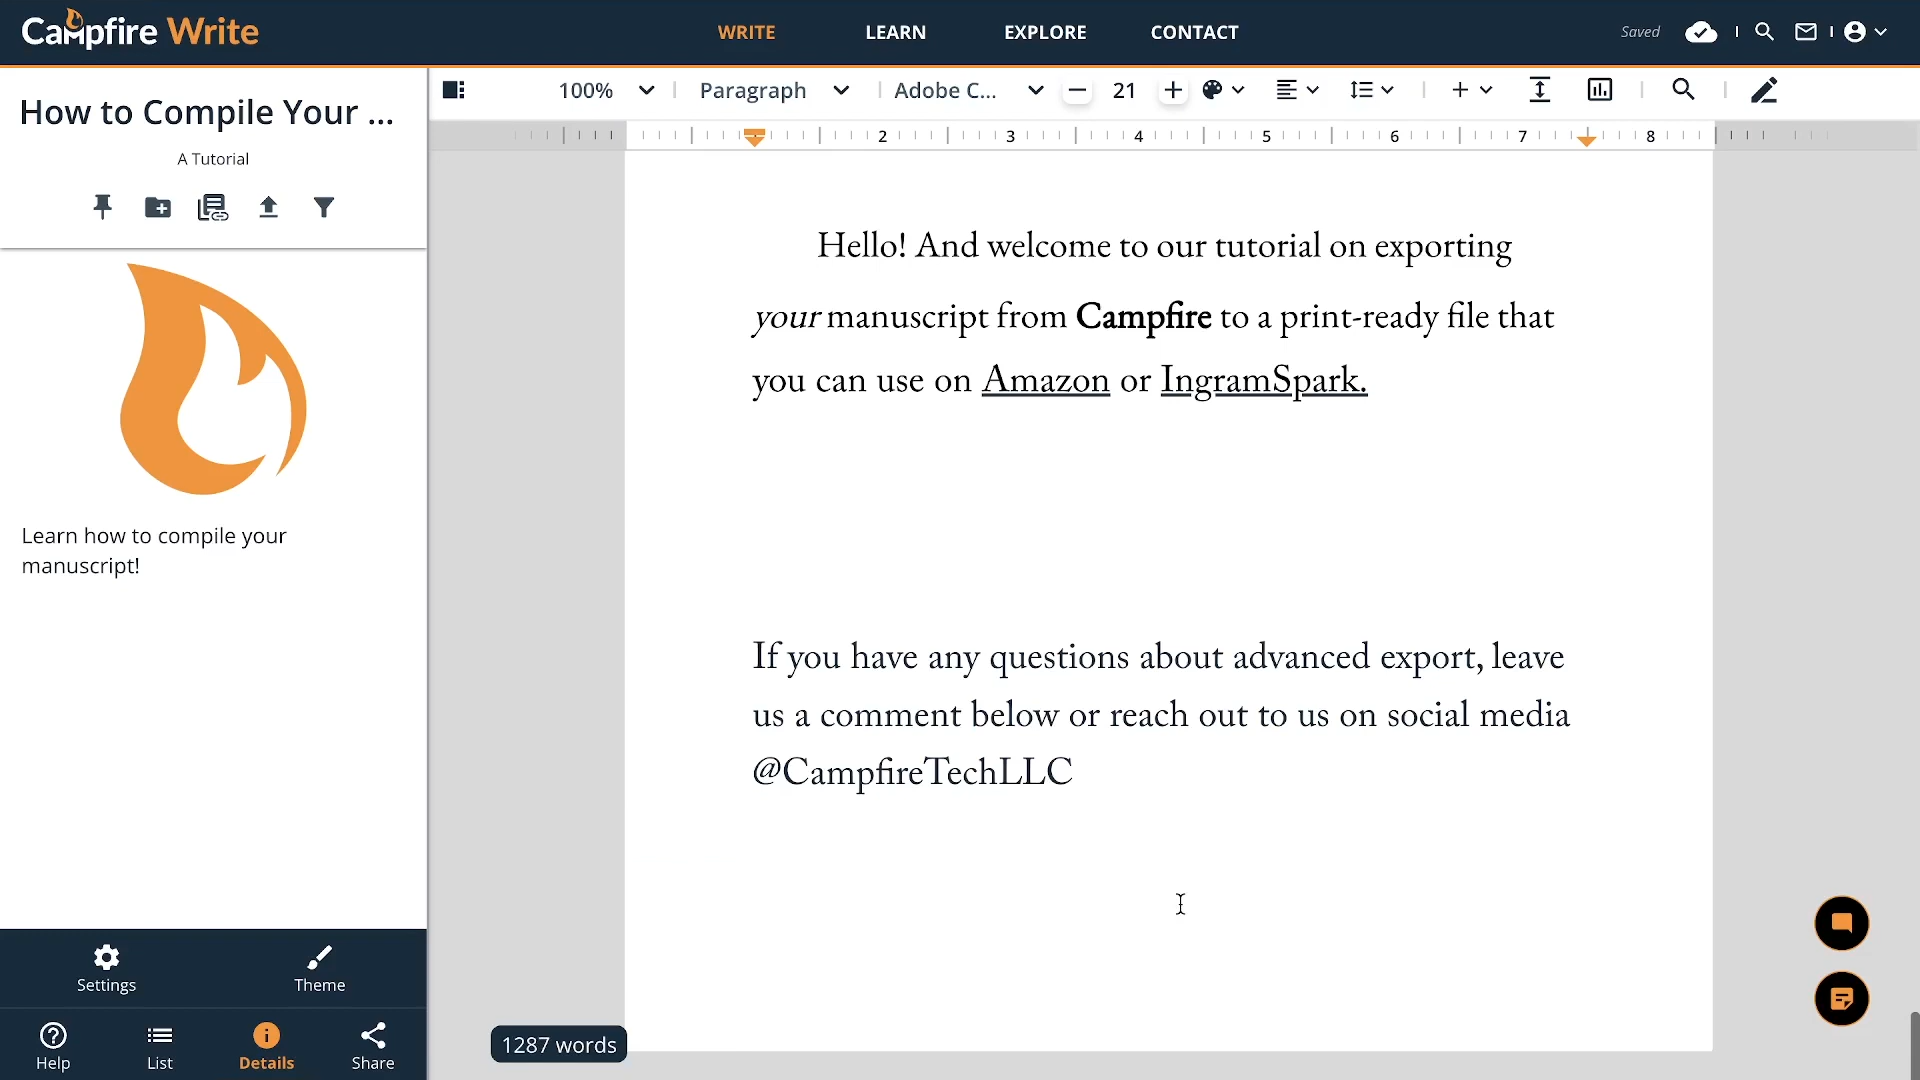 Campfire Write
WRITE LEARN EXPLORE CONTACT
Saved
How to Compile Your ...
A Tutorial
100% Paragraph Adobe C... 21
2 3 4 5 6 7 8
Learn how to compile your
manuscript!
Hello! And welcome to our tutorial on exporting
your manuscript from Campfire to a print-ready file that
you can use on Amazon or IngramSpark.
If you have any questions about advanced export, leave
us a comment below or reach out to us on social media
@CampfireTechLLC
Settings Theme
Help List Details Share
1287 words